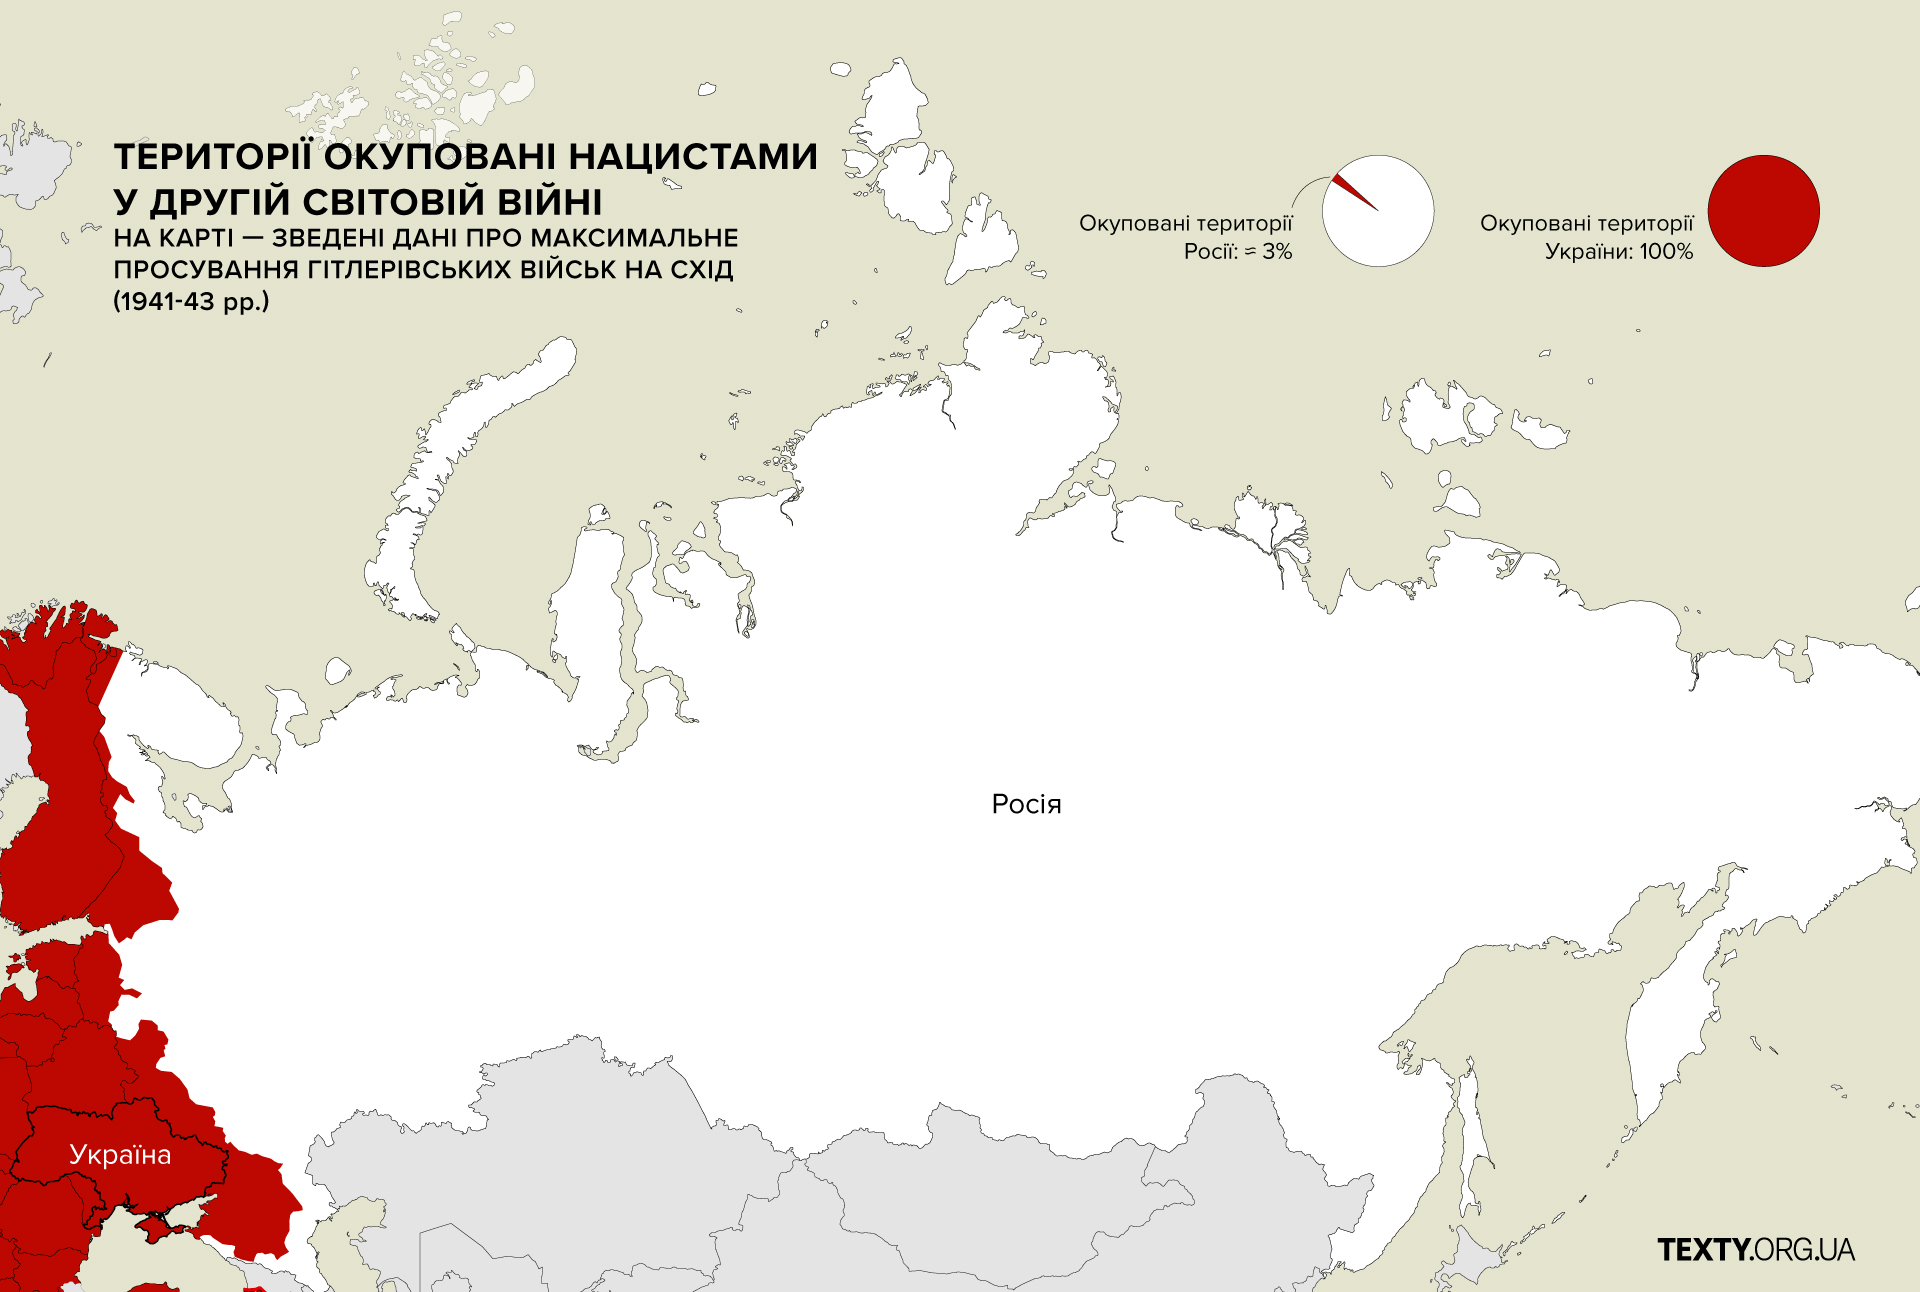 ТЕРИТОРІЇ ОКУПОВАНІ НАЦИСТАМИ
У ДРУГІЙ СВІТОВІЙ ВІЙНІ
НА КАРТІ — ЗВЕДЕНІ ДАНІ ПРО МАКСИМАЛЬНЕ
ПРОСУВАННЯ ГІТЛЕРІВСЬКИХ ВІЙСЬК НА СХІД
(1941-43 рр.)
Окуповані території
Росії: ≈ 3%
Окуповані території
України: 100%
Росія
Україна
TEXTY.ORG.UA